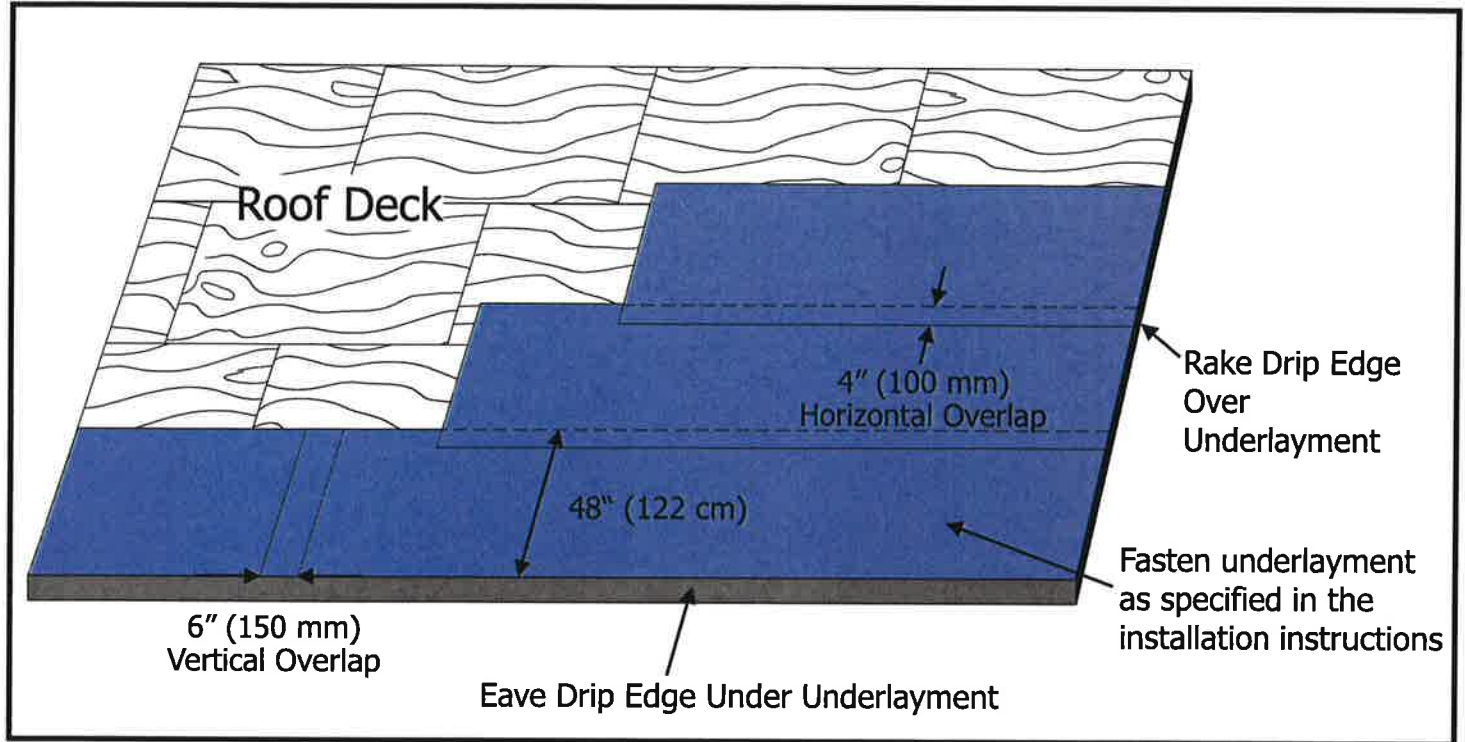 Roof Deck
4" (100 mm)
Horizontal Overlap
Rake Drip Edge
Over
Underlayment
48" (122 cm)
Fasten underlayment
as specified in the
installation instructions
6" (150 mm)
Vertical Overlap
Eave Drip Edge Under Underlayment